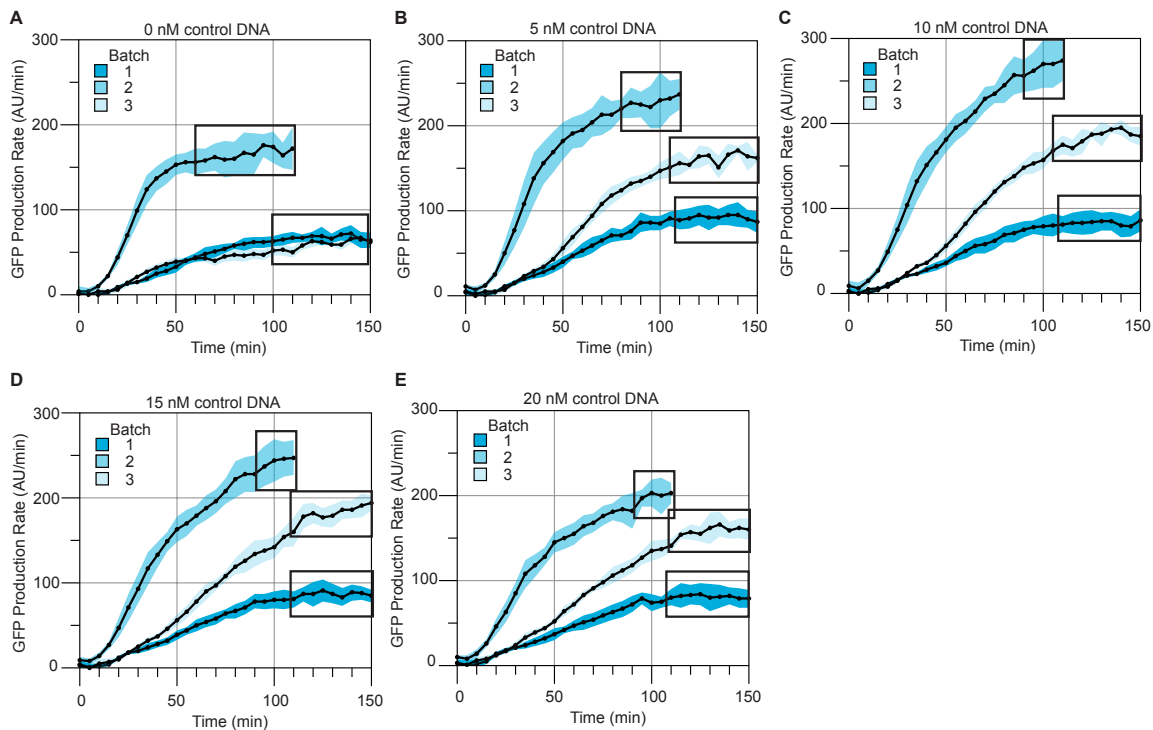 A
0 nM control DNA
300
200
100
0
GFP Production Rate (AU/min)
Batch
1
2
3
0 50 100 150
Time (min)
B
5 nM control DNA
300
200
100
0
GFP Production Rate (AU/min)
Batch
1
2
3
0 50 100 150
Time (min)
C
10 nM control DNA
300
200
100
0
GFP Production Rate (AU/min)
Batch
1
2
3
0 50 100 150
Time (min)
D
15 nM control DNA
300
200
100
0
GFP Production Rate (AU/min)
Batch
1
2
3
0 50 100 150
Time (min)
E
20 nM control DNA
300
200
100
0
GFP Production Rate (AU/min)
Batch
1
2
3
0 50 100 150
Time (min)